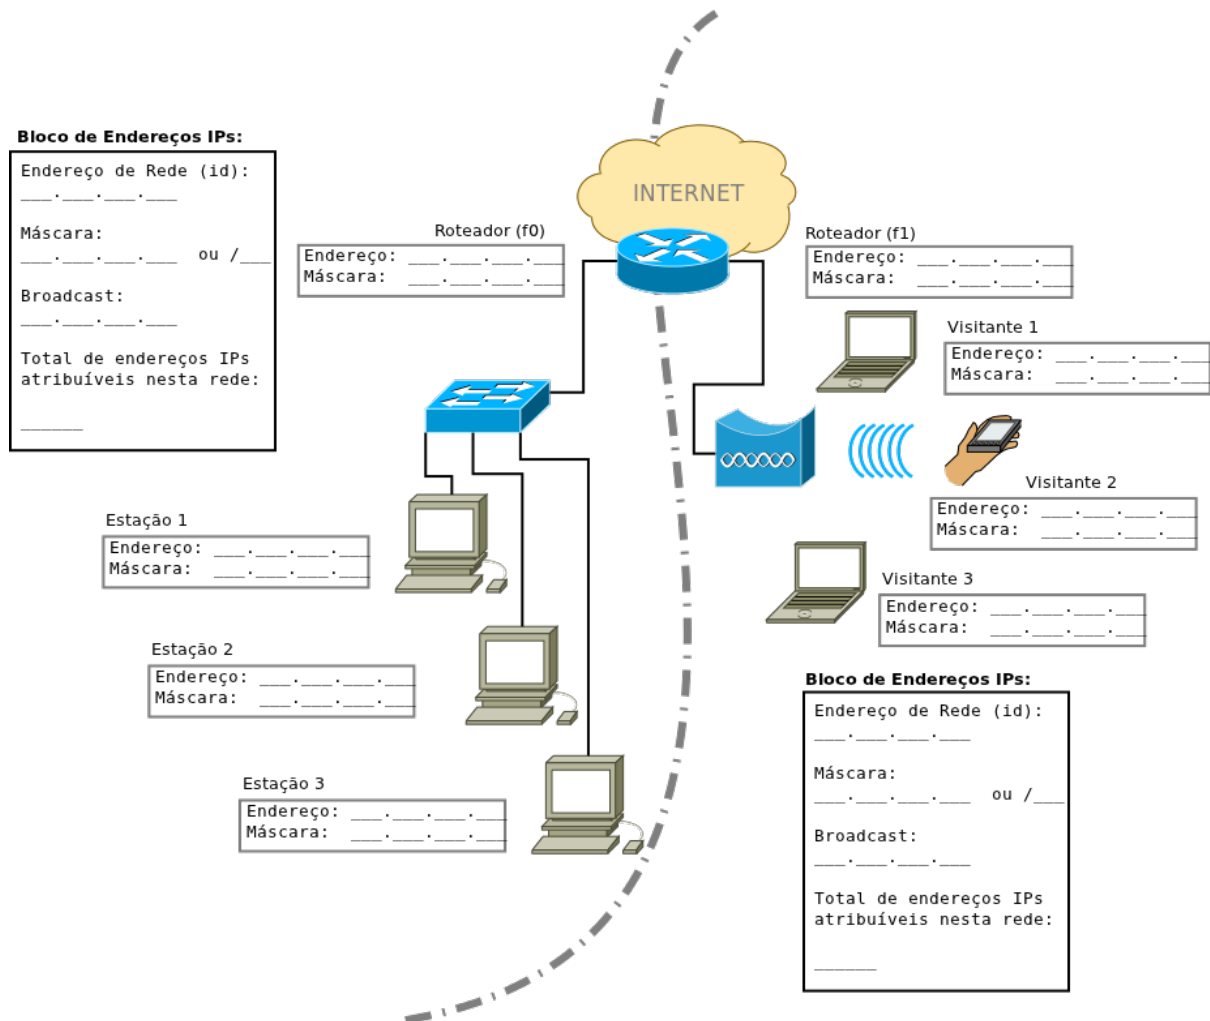 Bloco de Endereços IPs:
Endereço de Rede (id):
___.___.___.___
Máscara:
___.___.___.___  ou /___
Broadcast:
___.___.___.___
Total de endereços IPs
atribuíveis nesta rede:
______
INTERNET
Roteador (f0)
Endereço: ___.___.___.___
Máscara:  ___.___.___.___
Roteador (f1)
Endereço: ___.___.___.___
Máscara:  ___.___.___.___
Visitante 1
Endereço: ___.___.___.___
Máscara:  ___.___.___.___
Visitante 2
Endereço: ___.___.___.___
Máscara:  ___.___.___.___
Estação 1
Endereço: ___.___.___.___
Máscara:  ___.___.___.___
Visitante 3
Endereço: ___.___.___.___
Máscara:  ___.___.___.___
Estação 2
Endereço: ___.___.___.___
Máscara:  ___.___.___.___
Estação 3
Endereço: ___.___.___.___
Máscara:  ___.___.___.___
Bloco de Endereços IPs:
Endereço de Rede (id):
___.___.___.___
Máscara:
___.___.___.___  ou /___
Broadcast:
___.___.___.___
Total de endereços IPs
atribuíveis nesta rede:
______